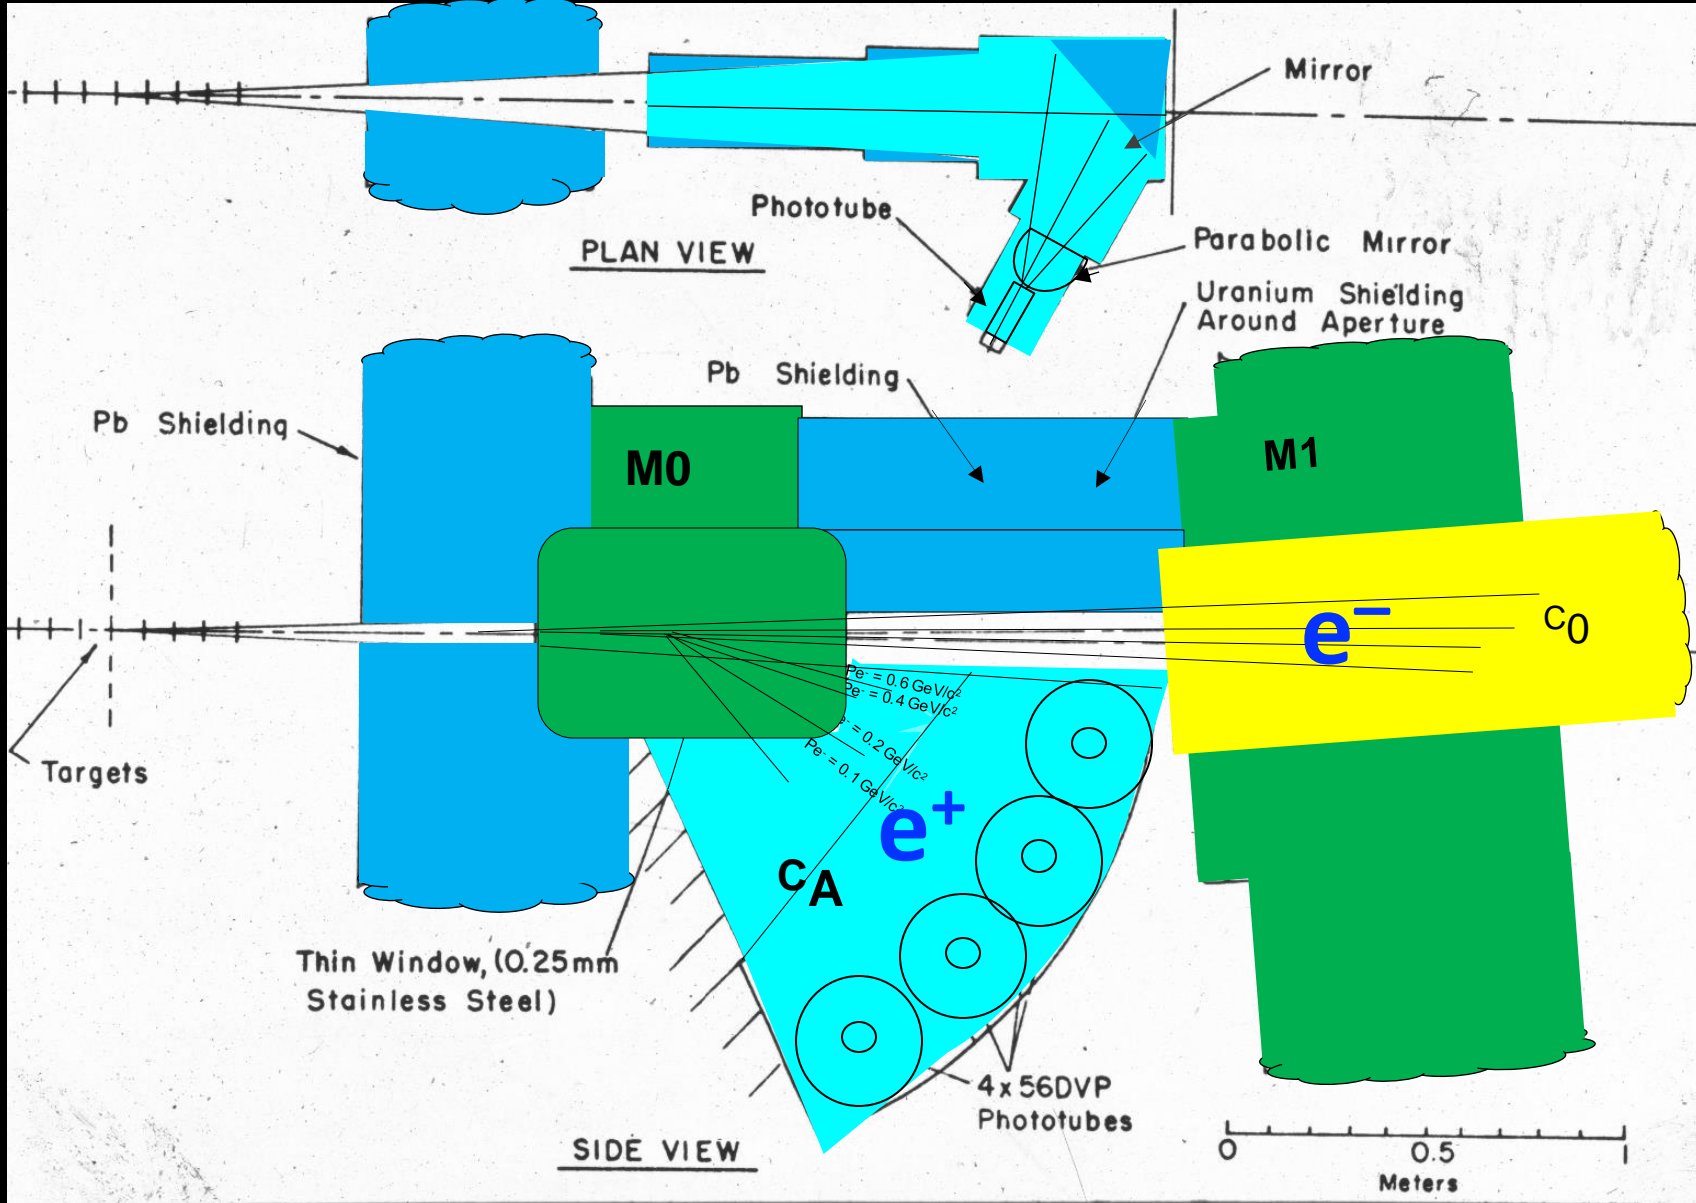 Mirror
Phototube
Parabolic Mirror
PLAN VIEW
Uranium Shielding
Around Aperture
Pb Shielding
Pb Shielding
M0
M1
e−
C0
Pe- = 0.6 GeV/c2
Pe- = 0.4 GeV/c2
e- = 0.2 GeV/c2
Pe- = 0.1 GeV/c2
Targets
e+
CA
Thin Window, (0.25mm
Stainless Steel)
4x56DVP
Phototubes
SIDE VIEW
0 0.5 1
Meters